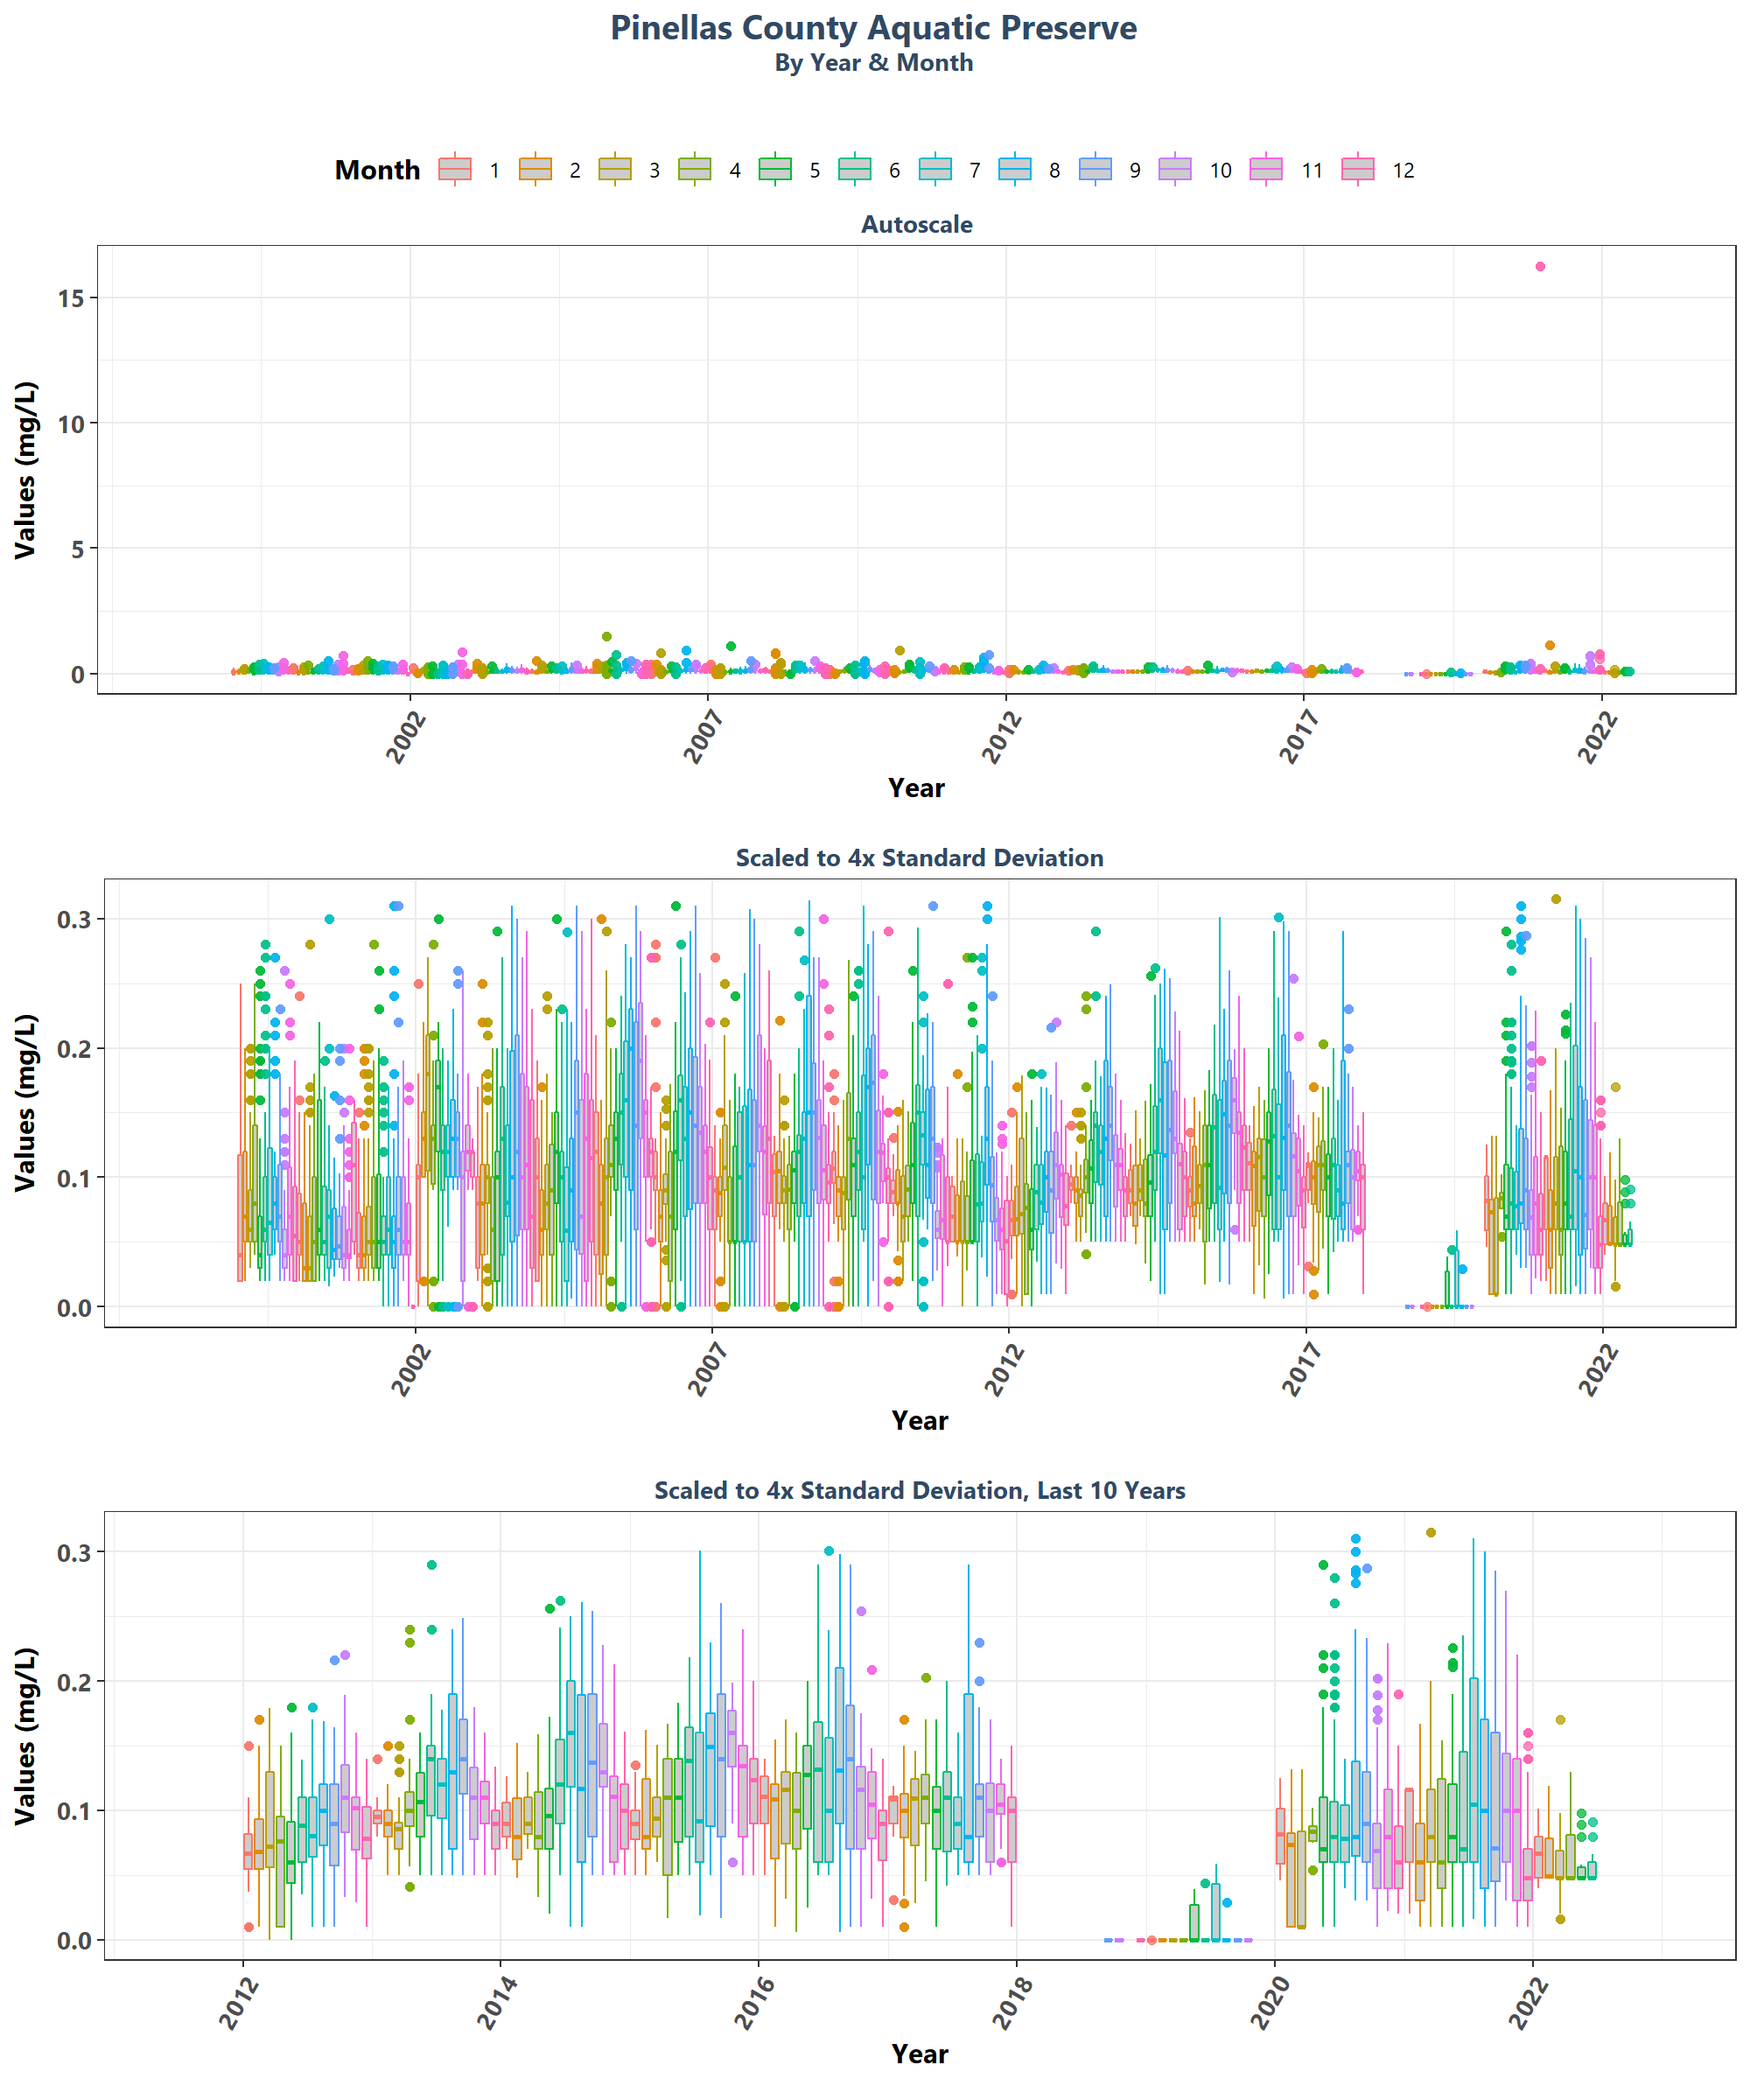 Pinellas County Aquatic Preserve
By Year & Month
Month 1 2 3 4 5 6 7 8 9 10 11 12
Autoscale
Values (mg/L)
15
10
5
0
2002 2007 2012 2017 2022
Year
Scaled to 4x Standard Deviation
Values (mg/L)
0.3
0.2
0.1
0.0
2002 2007 2012 2017 2022
Year
Scaled to 4x Standard Deviation, Last 10 Years
Values (mg/L)
0.3
0.2
0.1
0.0
2012 2014 2016 2018 2020 2022
Year